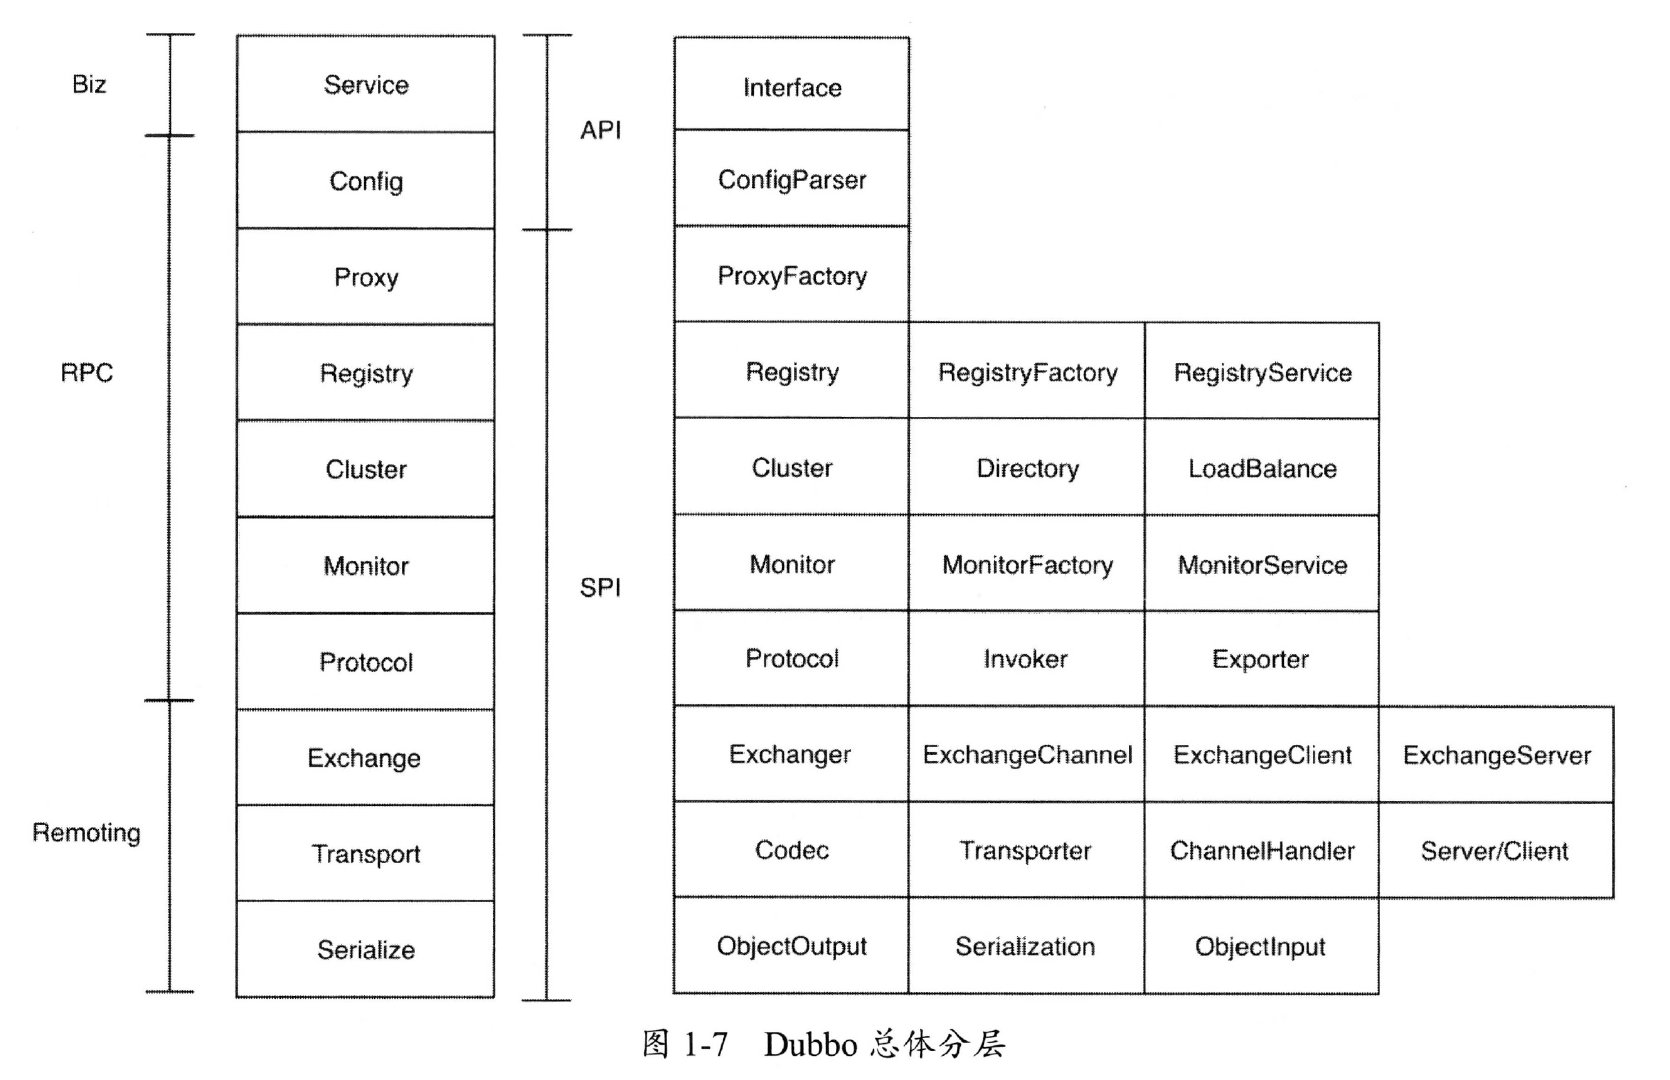 Biz
Service
API
Interface
Config
ConfigParser
Proxy
ProxyFactory
RPC
Registry
Registry RegistryFactory RegistryService
Cluster
Cluster Directory LoadBalance
Monitor
SPI
Monitor MonitorFactory MonitorService
Protocol
Protocol Invoker Exporter
Exchange
Exchanger ExchangeChannel ExchangeClient ExchangeServer
Remoting
Transport
Codec Transporter ChannelHandler Server/Client
Serialize
ObjectOutput Serialization ObjectInput
图 1-7 Dubbo 总体分层